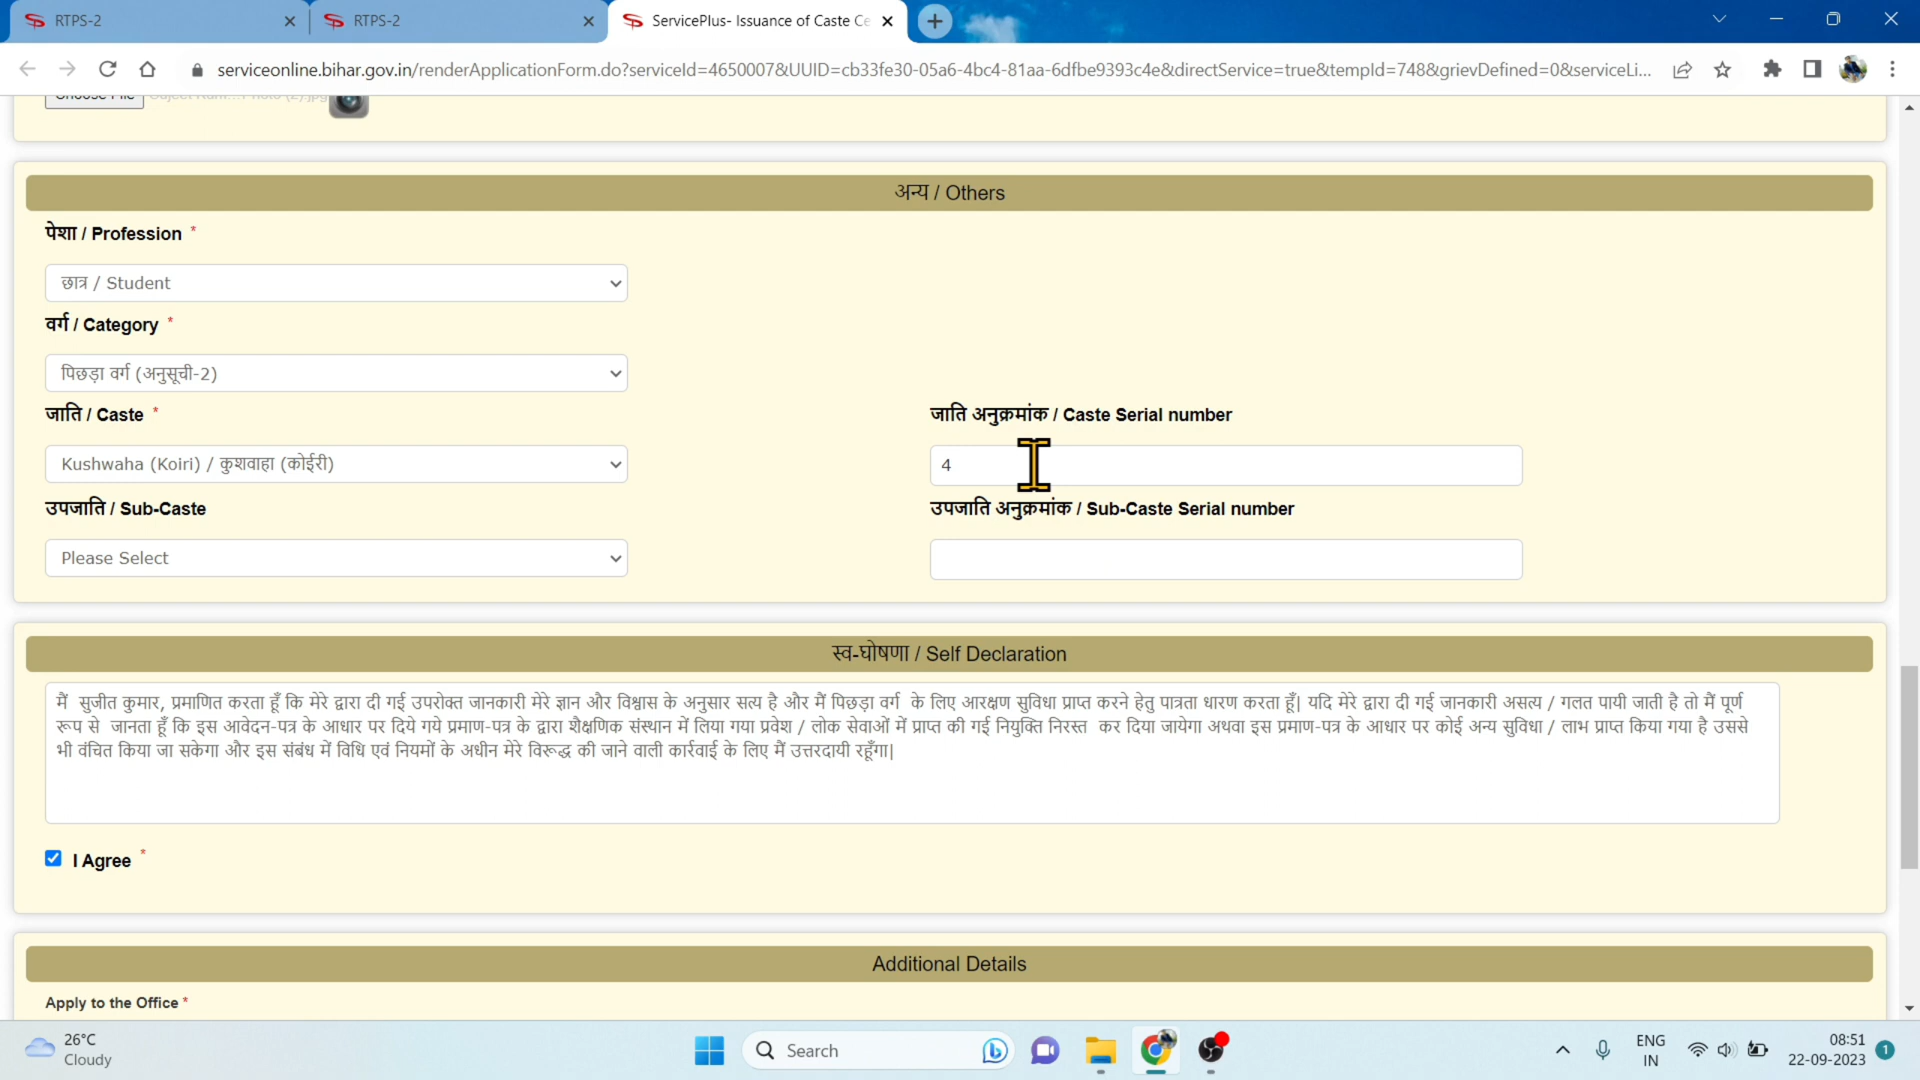 RTPS-2
RTPS-2
ServicePlus- Issuance of Caste Ce
serviceonline.bihar.gov.in/renderApplicationForm.do?serviceId=4650007&UUID=cb33fe30-05a6-4bc4-81aa-6dfbe9393c4e&directService=true&tempId=748&grievDefined=0&serviceLi...
Choose File
अन्य / Others
पेशा / Profession *
छात्र / Student
वर्ग / Category *
पिछड़ा वर्ग (अनुसूची-2)
जाति / Caste *
जाति अनुक्रमांक / Caste Serial number
Kushwaha (Koiri) / कुशवाहा (कोईरी)
4
उपजाति / Sub-Caste
उपजाति अनुक्रमांक / Sub-Caste Serial number
Please Select
स्व-घोषणा / Self Declaration
मैं सुजीत कुमार, प्रमाणित करता हूँ कि मेरे द्वारा दी गई उपरोक्त जानकारी मेरे ज्ञान और विश्वास के अनुसार सत्य है और मैं पिछड़ा वर्ग के लिए आरक्षण सुविधा प्राप्त करने हेतु पात्रता धारण करता हूँ| यदि मेरे द्वारा दी गई जानकारी असत्य / गलत पायी जाती है तो मैं पूर्ण
रूप से जानता हूँ कि इस आवेदन-पत्र के आधार पर दिये गये प्रमाण-पत्र के द्वारा शैक्षणिक संस्थान में लिया गया प्रवेश / लोक सेवाओं में प्राप्त की गई नियुक्ति निरस्त कर दिया जायेगा अथवा इस प्रमाण-पत्र के आधार पर कोई अन्य सुविधा / लाभ प्राप्त किया गया है उससे
भी वंचित किया जा सकेगा और इस संबंध में विधि एवं नियमों के अधीन मेरे विरूद्ध की जाने वाली कार्रवाई के लिए मैं उत्तरदायी रहूँगा|
I Agree *
Additional Details
Apply to the Office *
26°C
Cloudy
Search
ENG
IN
08:51
22-09-2023
1